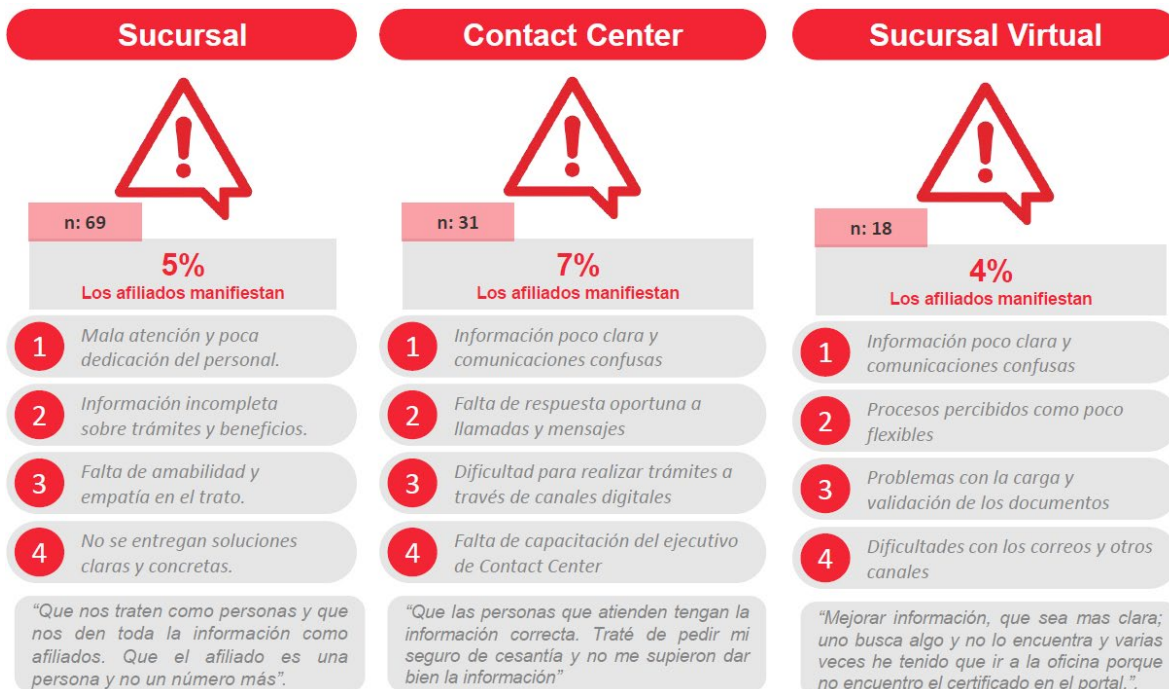 Sucursal
n: 69
5%
Los afiliados manifiestan
1
Mala atención y poca
dedicación del personal.
2
Información incompleta
sobre trámites y beneficios.
3
Falta de amabilidad y
empatía en el trato.
4
No se entregan soluciones
claras y concretas.
“Que nos traten como personas y que
nos den toda la información como
afiliados. Que el afiliado es una
persona y no un número más”.
Contact Center
n: 31
7%
Los afiliados manifiestan
1
Información poco clara y
comunicaciones confusas
2
Falta de respuesta oportuna a
llamadas y mensajes
3
Dificultad para realizar trámites a
través de canales digitales
4
Falta de capacitación del ejecutivo
de Contact Center
“Que las personas que atienden tengan la
información correcta. Traté de pedir mi
seguro de cesantía y no me supieron dar
bien la información”
Sucursal Virtual
n: 18
4%
Los afiliados manifiestan
1
Información poco clara y
comunicaciones confusas
2
Procesos percibidos como poco
flexibles
3
Problemas con la carga y
validación de los documentos
4
Dificultades con los correos y otros
canales
“Mejorar información, que sea mas clara;
uno busca algo y no lo encuentra y varias
veces he tenido que ir a la oficina porque
no encuentro el certificado en el portal.”.